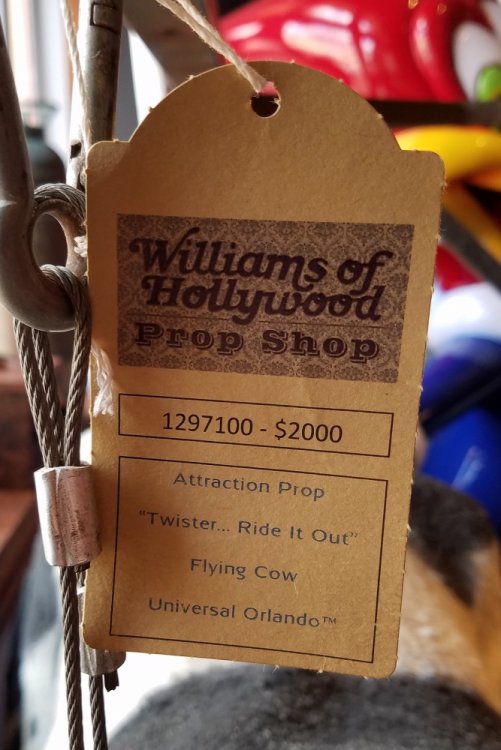 Williams of
Hollywood
Prop Shop
1297100 - $2000
Attraction Prop
"Twister... Ride It Out"
Flying Cow
Universal Orlando™